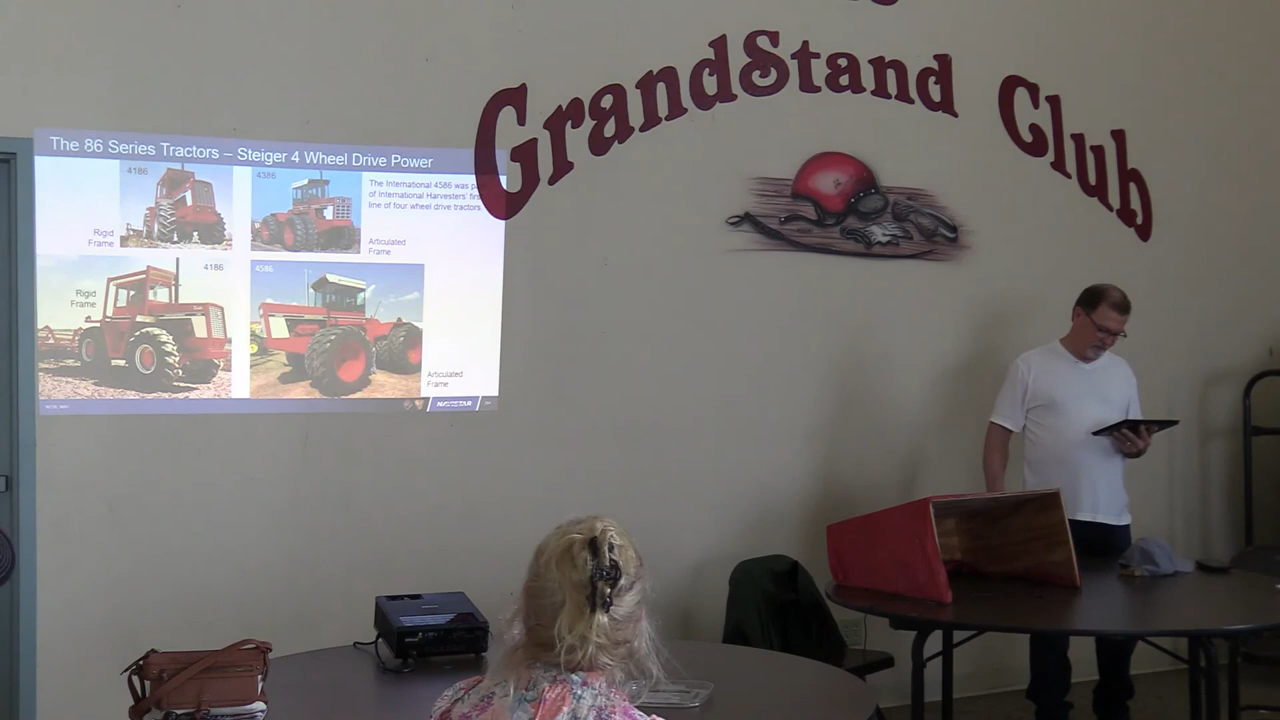 GrandStand Club
The 86 Series Tractors – Steiger 4 Wheel Drive Power
4186
4386
The International 4586 was
of International Harvesters'
line of four wheel drive tractors
Rigid
Frame
Articulated
Frame
4186
4586
Rigid
Frame
Articulated
Frame
NAVISTAR